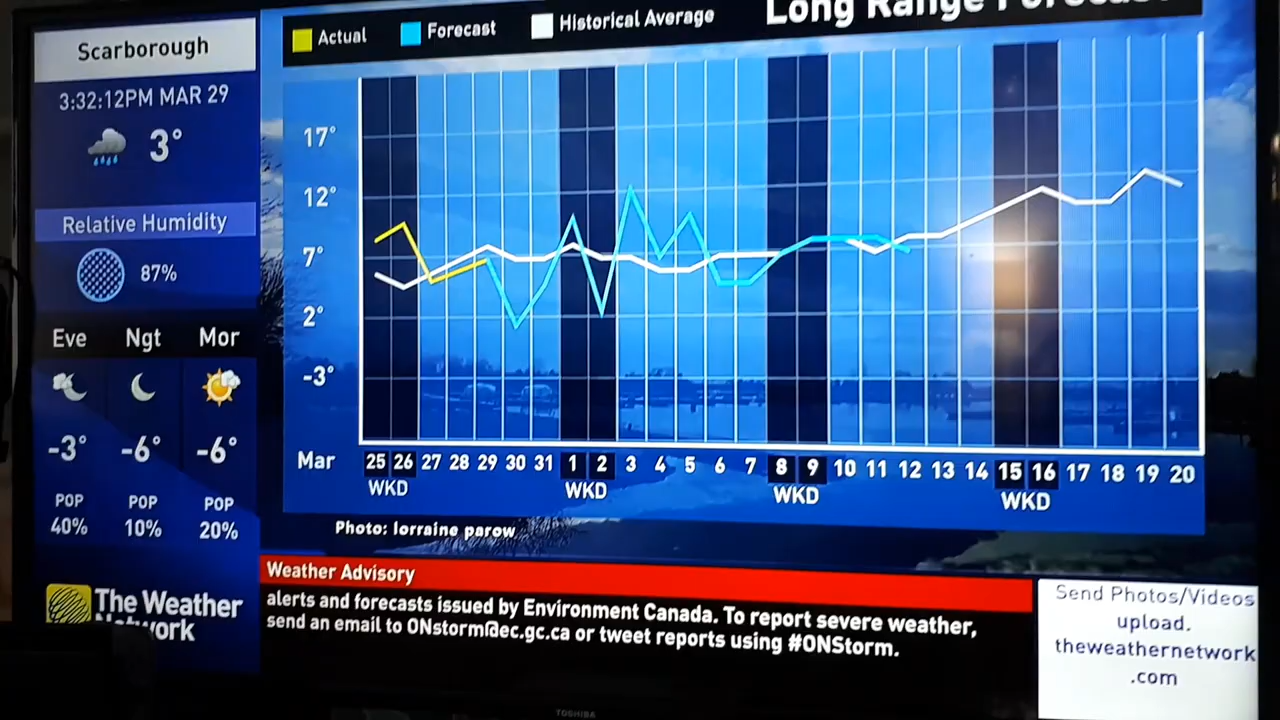 Scarborough
3:32:12PM MAR 29
3°
Relative Humidity
87%
Eve Ngt Mor
-3° -6° -6°
POP POP POP
40% 10% 20%
The Weather
Network
Actual Forecast Historical Average
Long Range Forecast
17°
12°
7°
2°
-3°
Mar 25 26 27 28 29 30 31 1 2 3 4 5 6 7 8 9 10 11 12 13 14 15 16 17 18 19 20
WKD WKD WKD WKD
Photo: lorraine parow
Weather Advisory
alerts and forecasts issued by Environment Canada. To report severe weather,
send an email to ONstorm@ec.gc.ca or tweet reports using #ONStorm.
Send Photos/Videos
upload.
theweathernetwork
.com
TOSHIBA